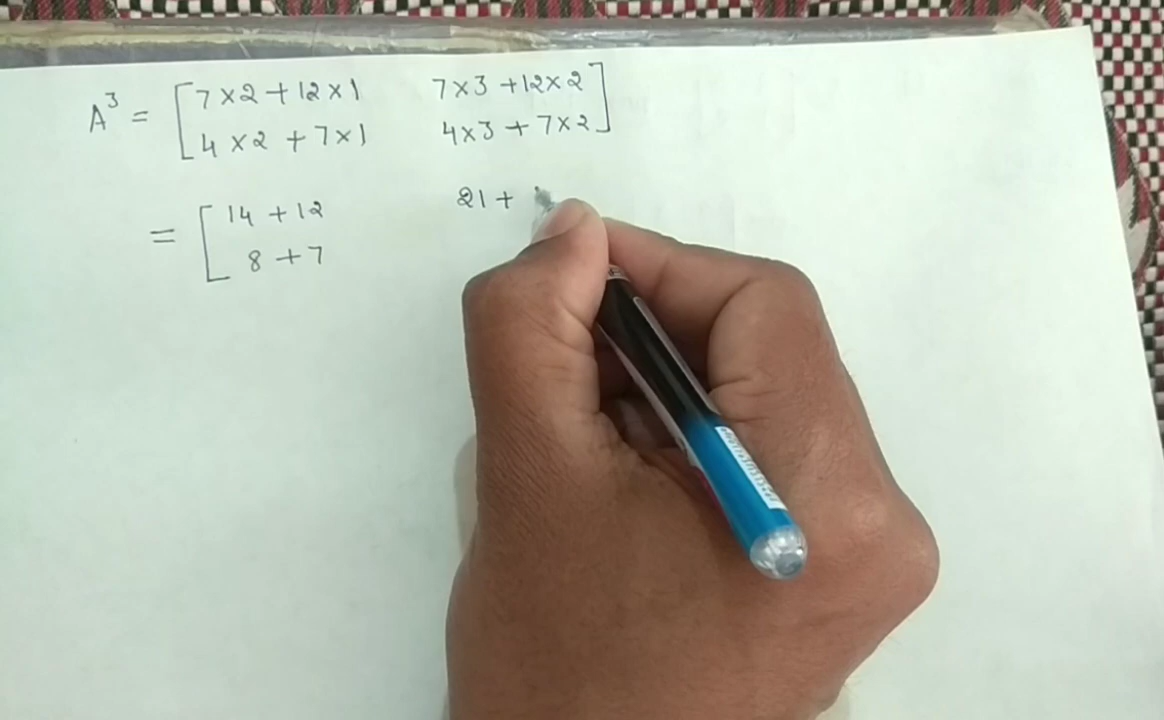 A³ = [ 7 × 2 + 12 × 1   7 × 3 + 12 × 2 ]
4 × 2 + 7 × 1   4 × 3 + 7 × 2
= [ 14 + 12   21 +
8 + 7